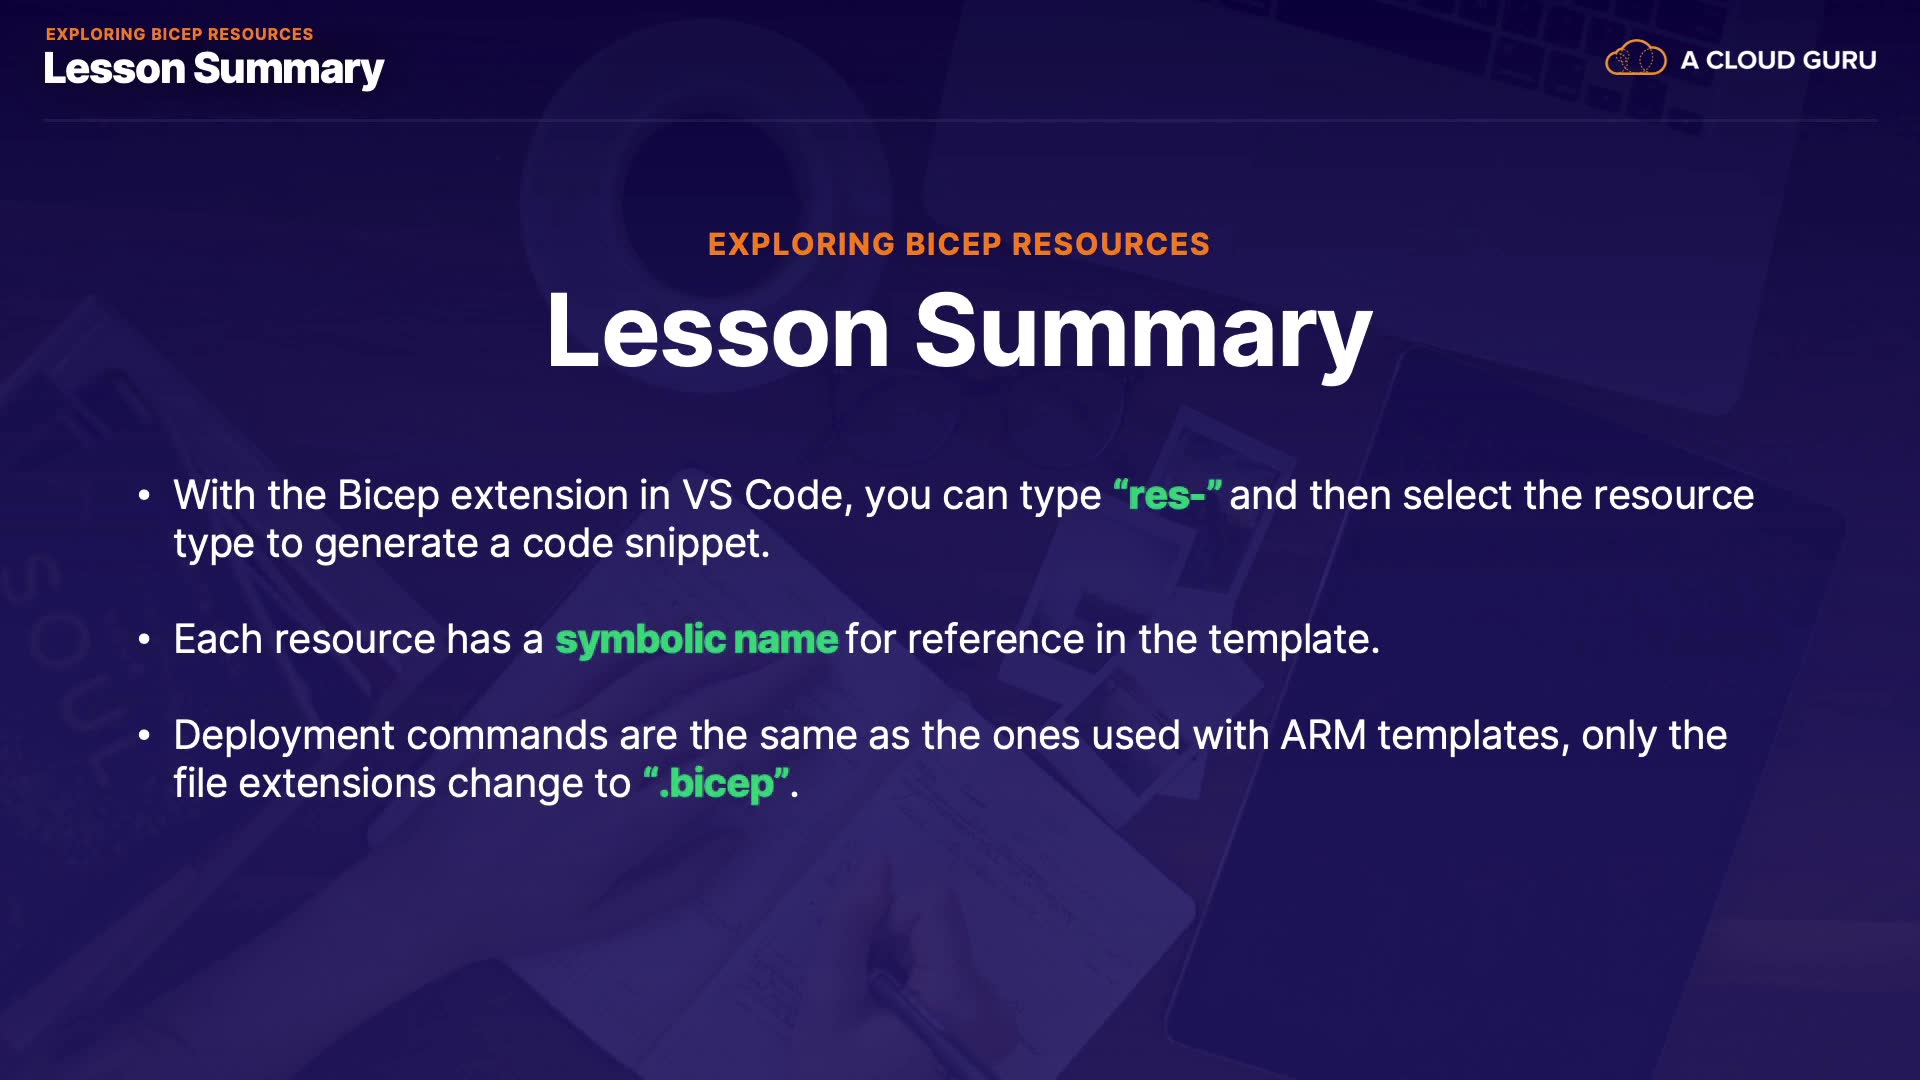 EXPLORING BICEP RESOURCES
Lesson Summary
A CLOUD GURU
EXPLORING BICEP RESOURCES
Lesson Summary
• With the Bicep extension in VS Code, you can type “res-” and then select the resource
type to generate a code snippet.
• Each resource has a symbolic name for reference in the template.
• Deployment commands are the same as the ones used with ARM templates, only the
file extensions change to “.bicep”.
SOUL